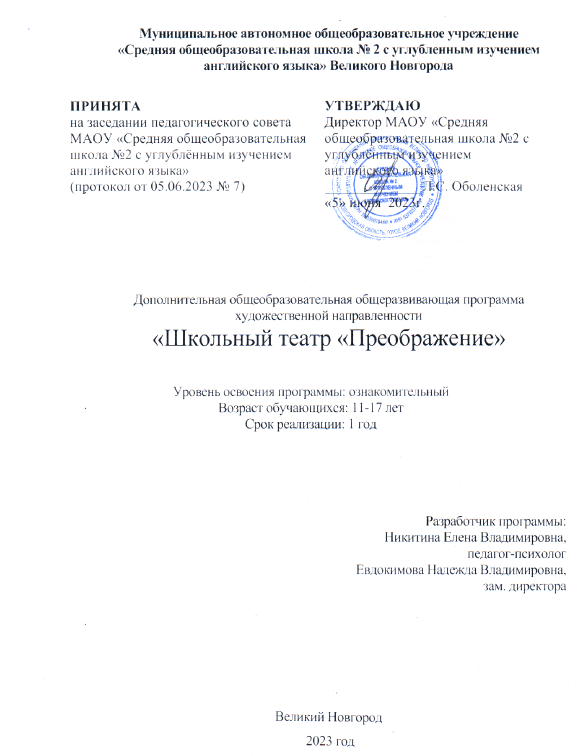 Муниципальное автономное общеобразовательное учреждение
«Средняя общеобразовательная школа № 2 с углубленным изучением
английского языка» Великого Новгорода
ПРИНЯТА
на заседании педагогического совета
МАОУ «Средняя общеобразовательная
школа №2 с углублённым изучением
английского языка»
(протокол от 05.06.2023 № 7)
УТВЕРЖДАЮ
Директор МАОУ «Средняя
общеобразовательная школа №2 с
углубленным изучением
английского языка»
Оболенская
«5» июня 2023г.
Дополнительная общеобразовательная общеразвивающая программа
художественной направленности
«Школьный театр «Преображение»
Уровень освоения программы: ознакомительный
Возраст обучающихся: 11-17 лет
Срок реализации: 1 год
Разработчик программы:
Никитина Елена Владимировна,
педагог-психолог
Евдокимова Надежда Владимировна,
зам. директора
Великий Новгород
2023 год